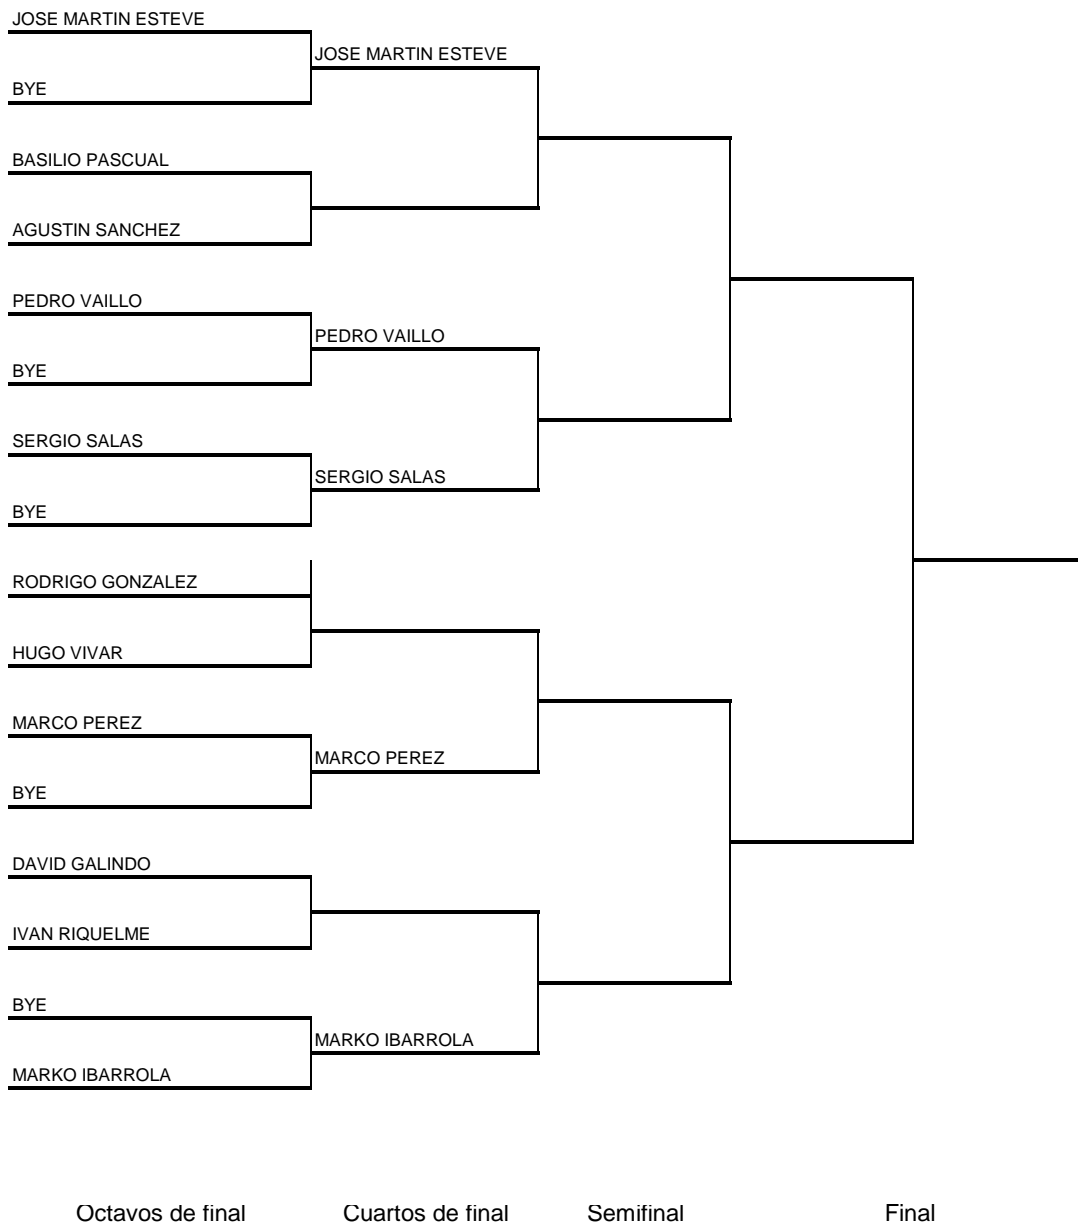 JOSE MARTIN ESTEVE
JOSE MARTIN ESTEVE
BYE
BASILIO PASCUAL
AGUSTIN SANCHEZ
PEDRO VAILLO
PEDRO VAILLO
BYE
SERGIO SALAS
SERGIO SALAS
BYE
RODRIGO GONZALEZ
HUGO VIVAR
MARCO PEREZ
MARCO PEREZ
BYE
DAVID GALINDO
IVAN RIQUELME
BYE
MARKO IBARROLA
MARKO IBARROLA
Octavos de final Cuartos de final Semifinal Final